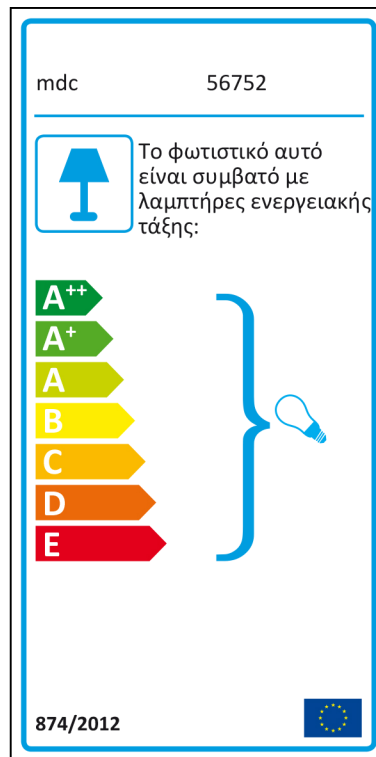 mdc 56752
Το φωτιστικό αυτό
είναι συμβατό με
λαμπτήρες ενεργειακής
τάξης:
A++
A+
A
B
C
D
E
874/2012